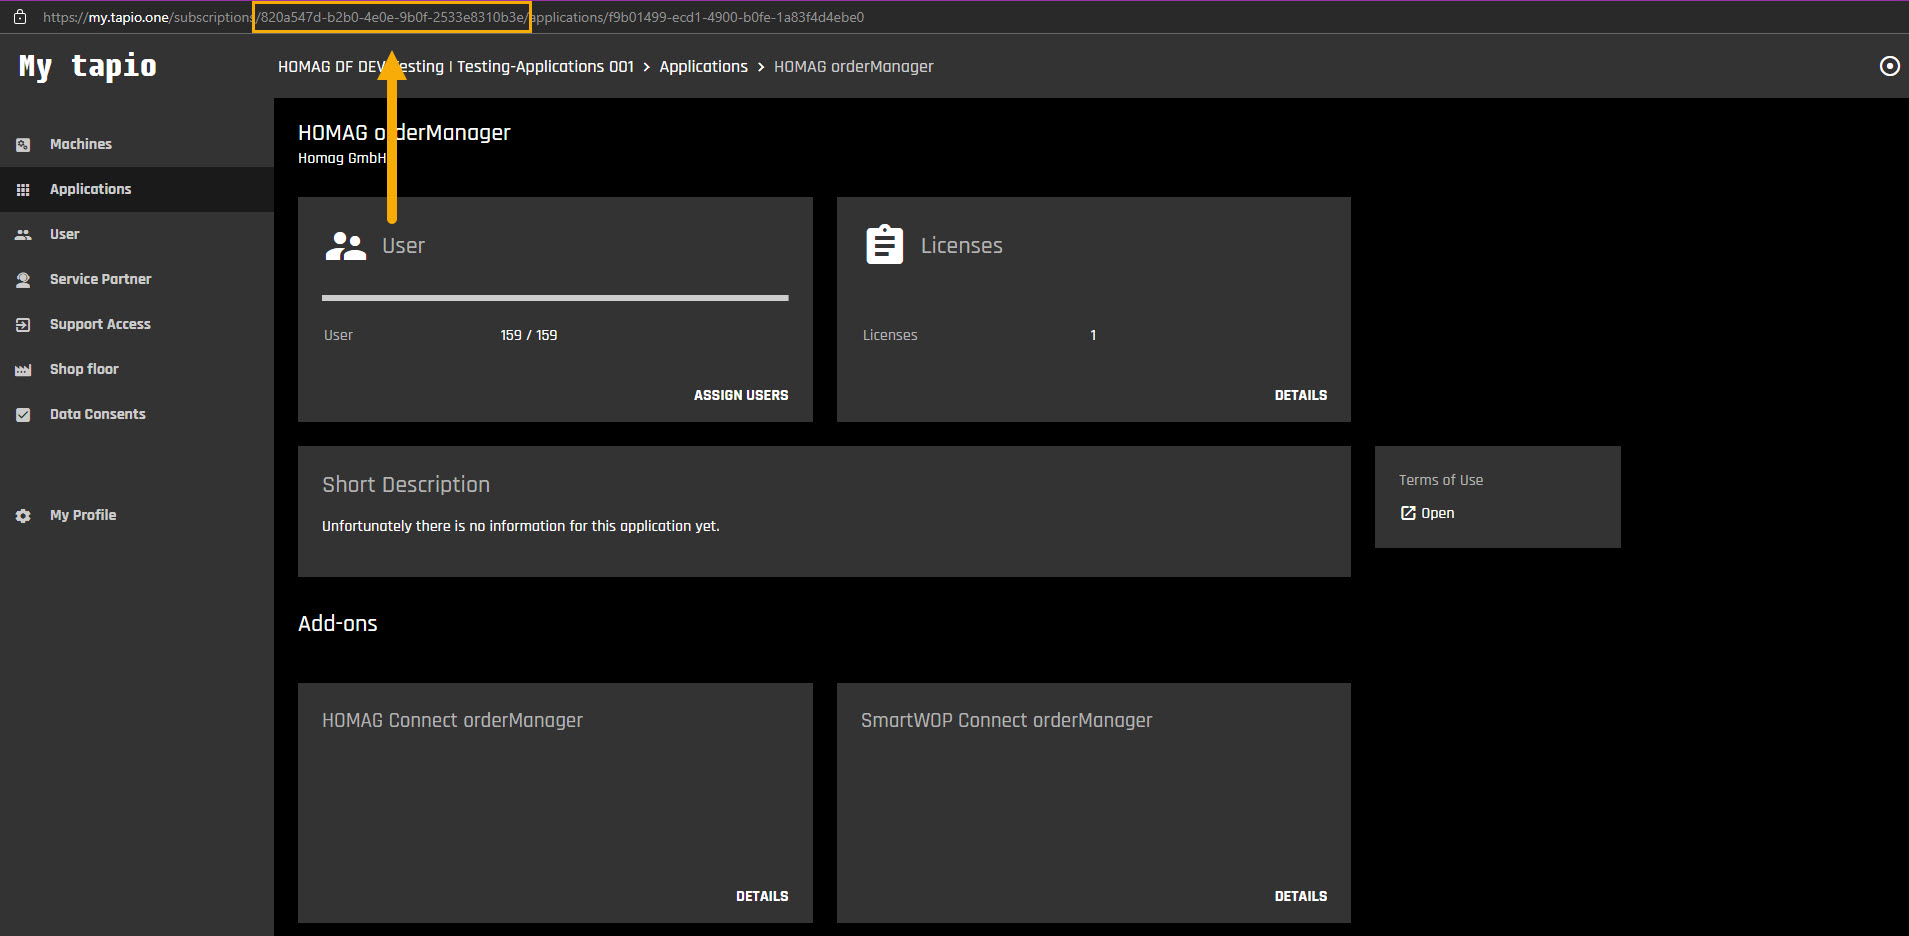 https://my.tapio.one/subscriptions/820a547d-b2b0-4e0e-9b0f-2533e8310b3e/applications/f9b01499-ecd1-4900-b0fe-1a83f4d4ebe0
My tapio
HOMAG DF DEV Testing | Testing-Applications 001 > Applications > HOMAG orderManager
Machines
Applications
User
Service Partner
Support Access
Shop floor
Data Consents
My Profile
HOMAG orderManager
Homag GmbH
User
User 159 / 159
ASSIGN USERS
Licenses
Licenses 1
DETAILS
Short Description
Unfortunately there is no information for this application yet.
Terms of Use
Open
Add-ons
HOMAG Connect orderManager
DETAILS
SmartWOP Connect orderManager
DETAILS